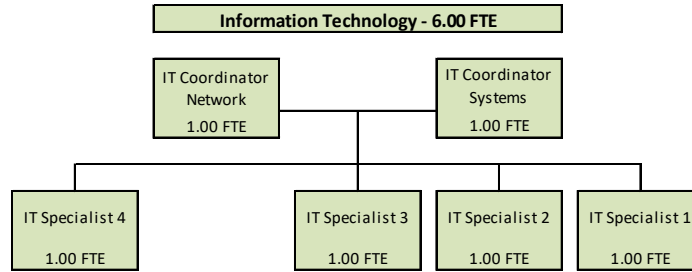 Information Technology - 6.00 FTE
IT Coordinator
Network
1.00 FTE
IT Coordinator
Systems
1.00 FTE
IT Specialist 4
1.00 FTE
IT Specialist 3
1.00 FTE
IT Specialist 2
1.00 FTE
IT Specialist 1
1.00 FTE